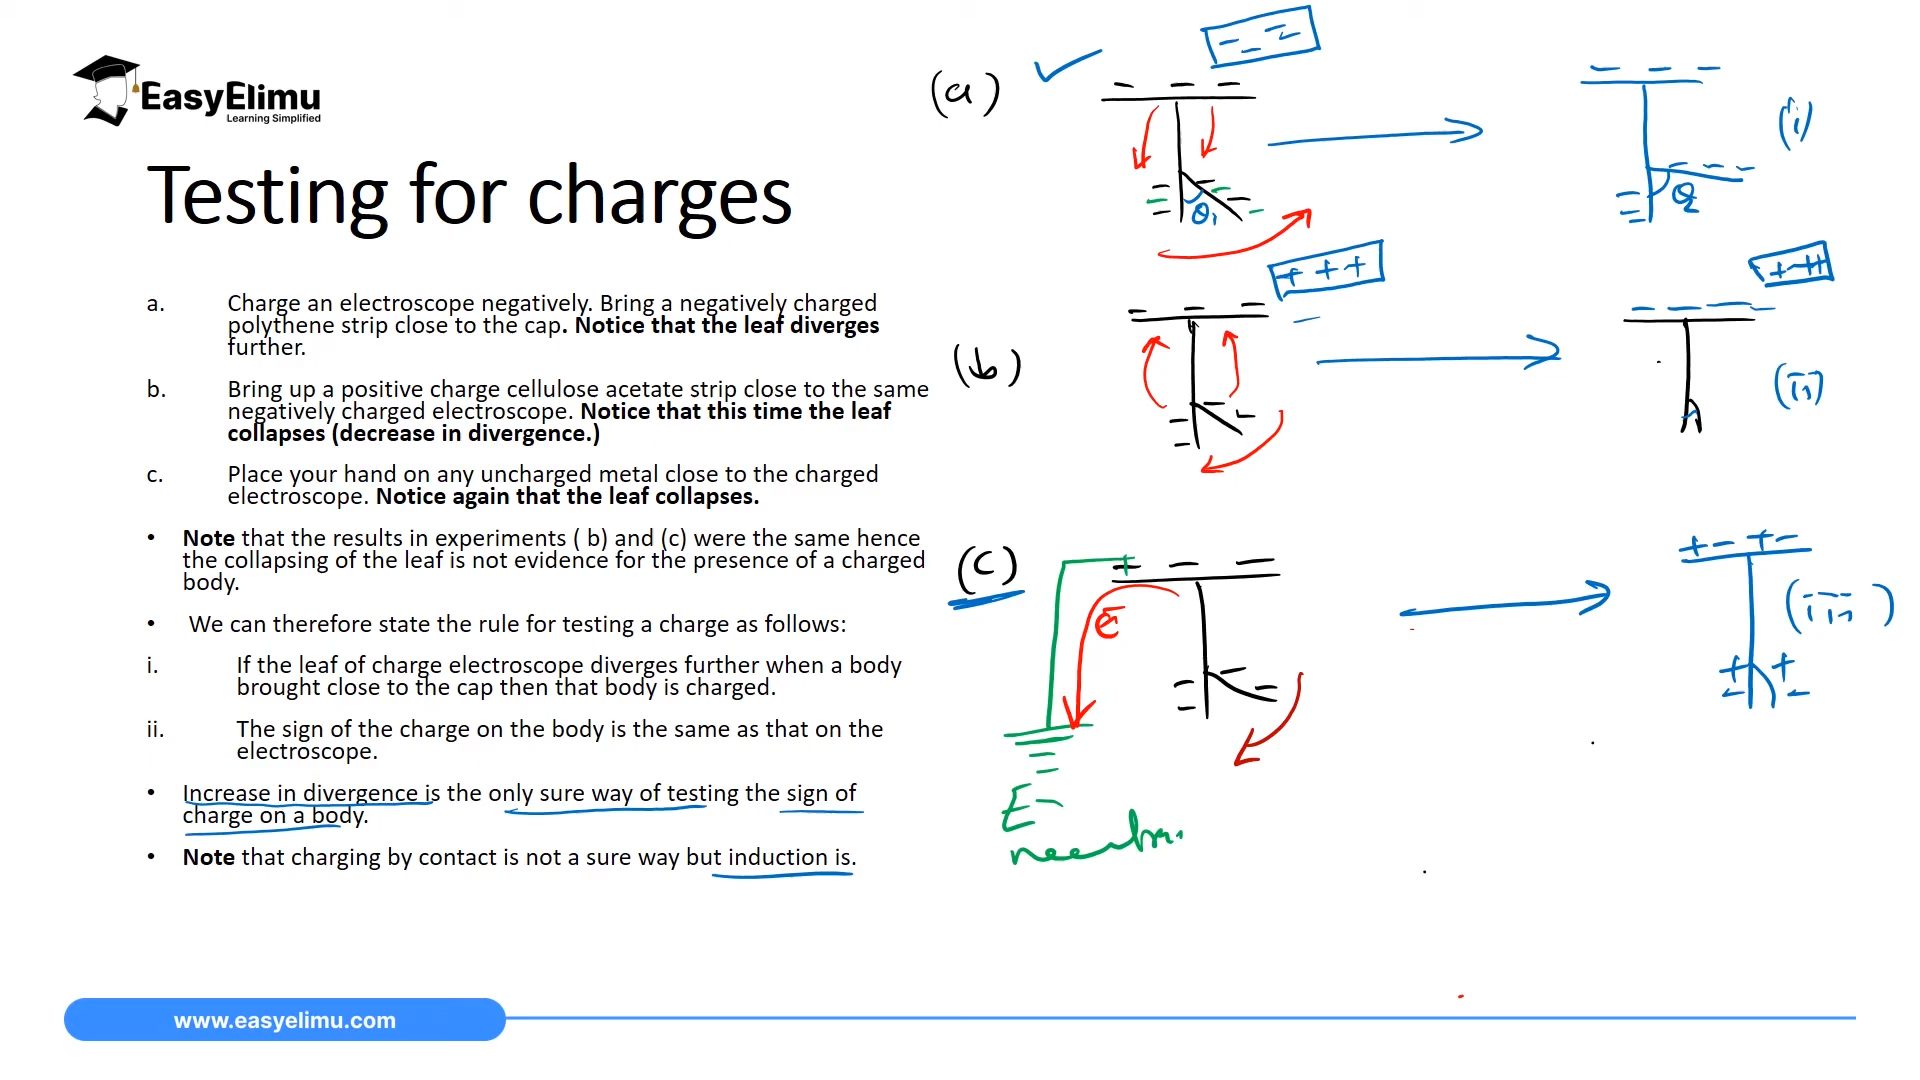 EasyElimu
Learning Simplified
Testing for charges
a. Charge an electroscope negatively. Bring a negatively charged
polythene strip close to the cap. Notice that the leaf diverges
further.
b. Bring up a positive charge cellulose acetate strip close to the same
negatively charged electroscope. Notice that this time the leaf
collapses (decrease in divergence.)
c. Place your hand on any uncharged metal close to the charged
electroscope. Notice again that the leaf collapses.
• Note that the results in experiments ( b) and (c) were the same hence
the collapsing of the leaf is not evidence for the presence of a charged
body.
• We can therefore state the rule for testing a charge as follows:
i. If the leaf of charge electroscope diverges further when a body
brought close to the cap then that body is charged.
ii. The sign of the charge on the body is the same as that on the
electroscope.
• Increase in divergence is the only sure way of testing the sign of
charge on a body.
• Note that charging by contact is not a sure way but induction is.
www.easyelimu.com
(a)
- - -
- - -
θ₁
(i)
(b)
+ + +
- - -
(ii)
(c)
- - -
+ - + -
(iii)